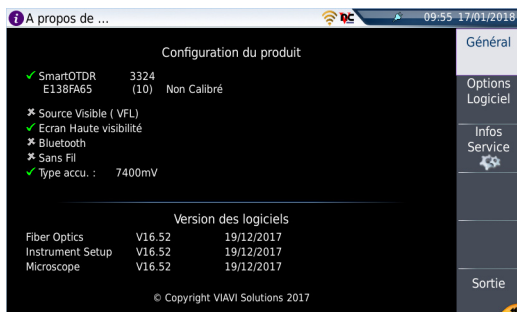 A propos de ...
09:55 17/01/2018
Configuration du produit
SmartOTDR 3324
E138FA65 (10) Non Calibré
Source Visible ( VFL)
Ecran Haute visibilité
Bluetooth
Sans Fil
Type accu. : 7400mV
Version des logiciels
Fiber Optics V16.52 19/12/2017
Instrument Setup V16.52 19/12/2017
Microscope V16.52 19/12/2017
© Copyright VIAVI Solutions 2017
Général
Options
Logiciel
Infos
Service
Sortie